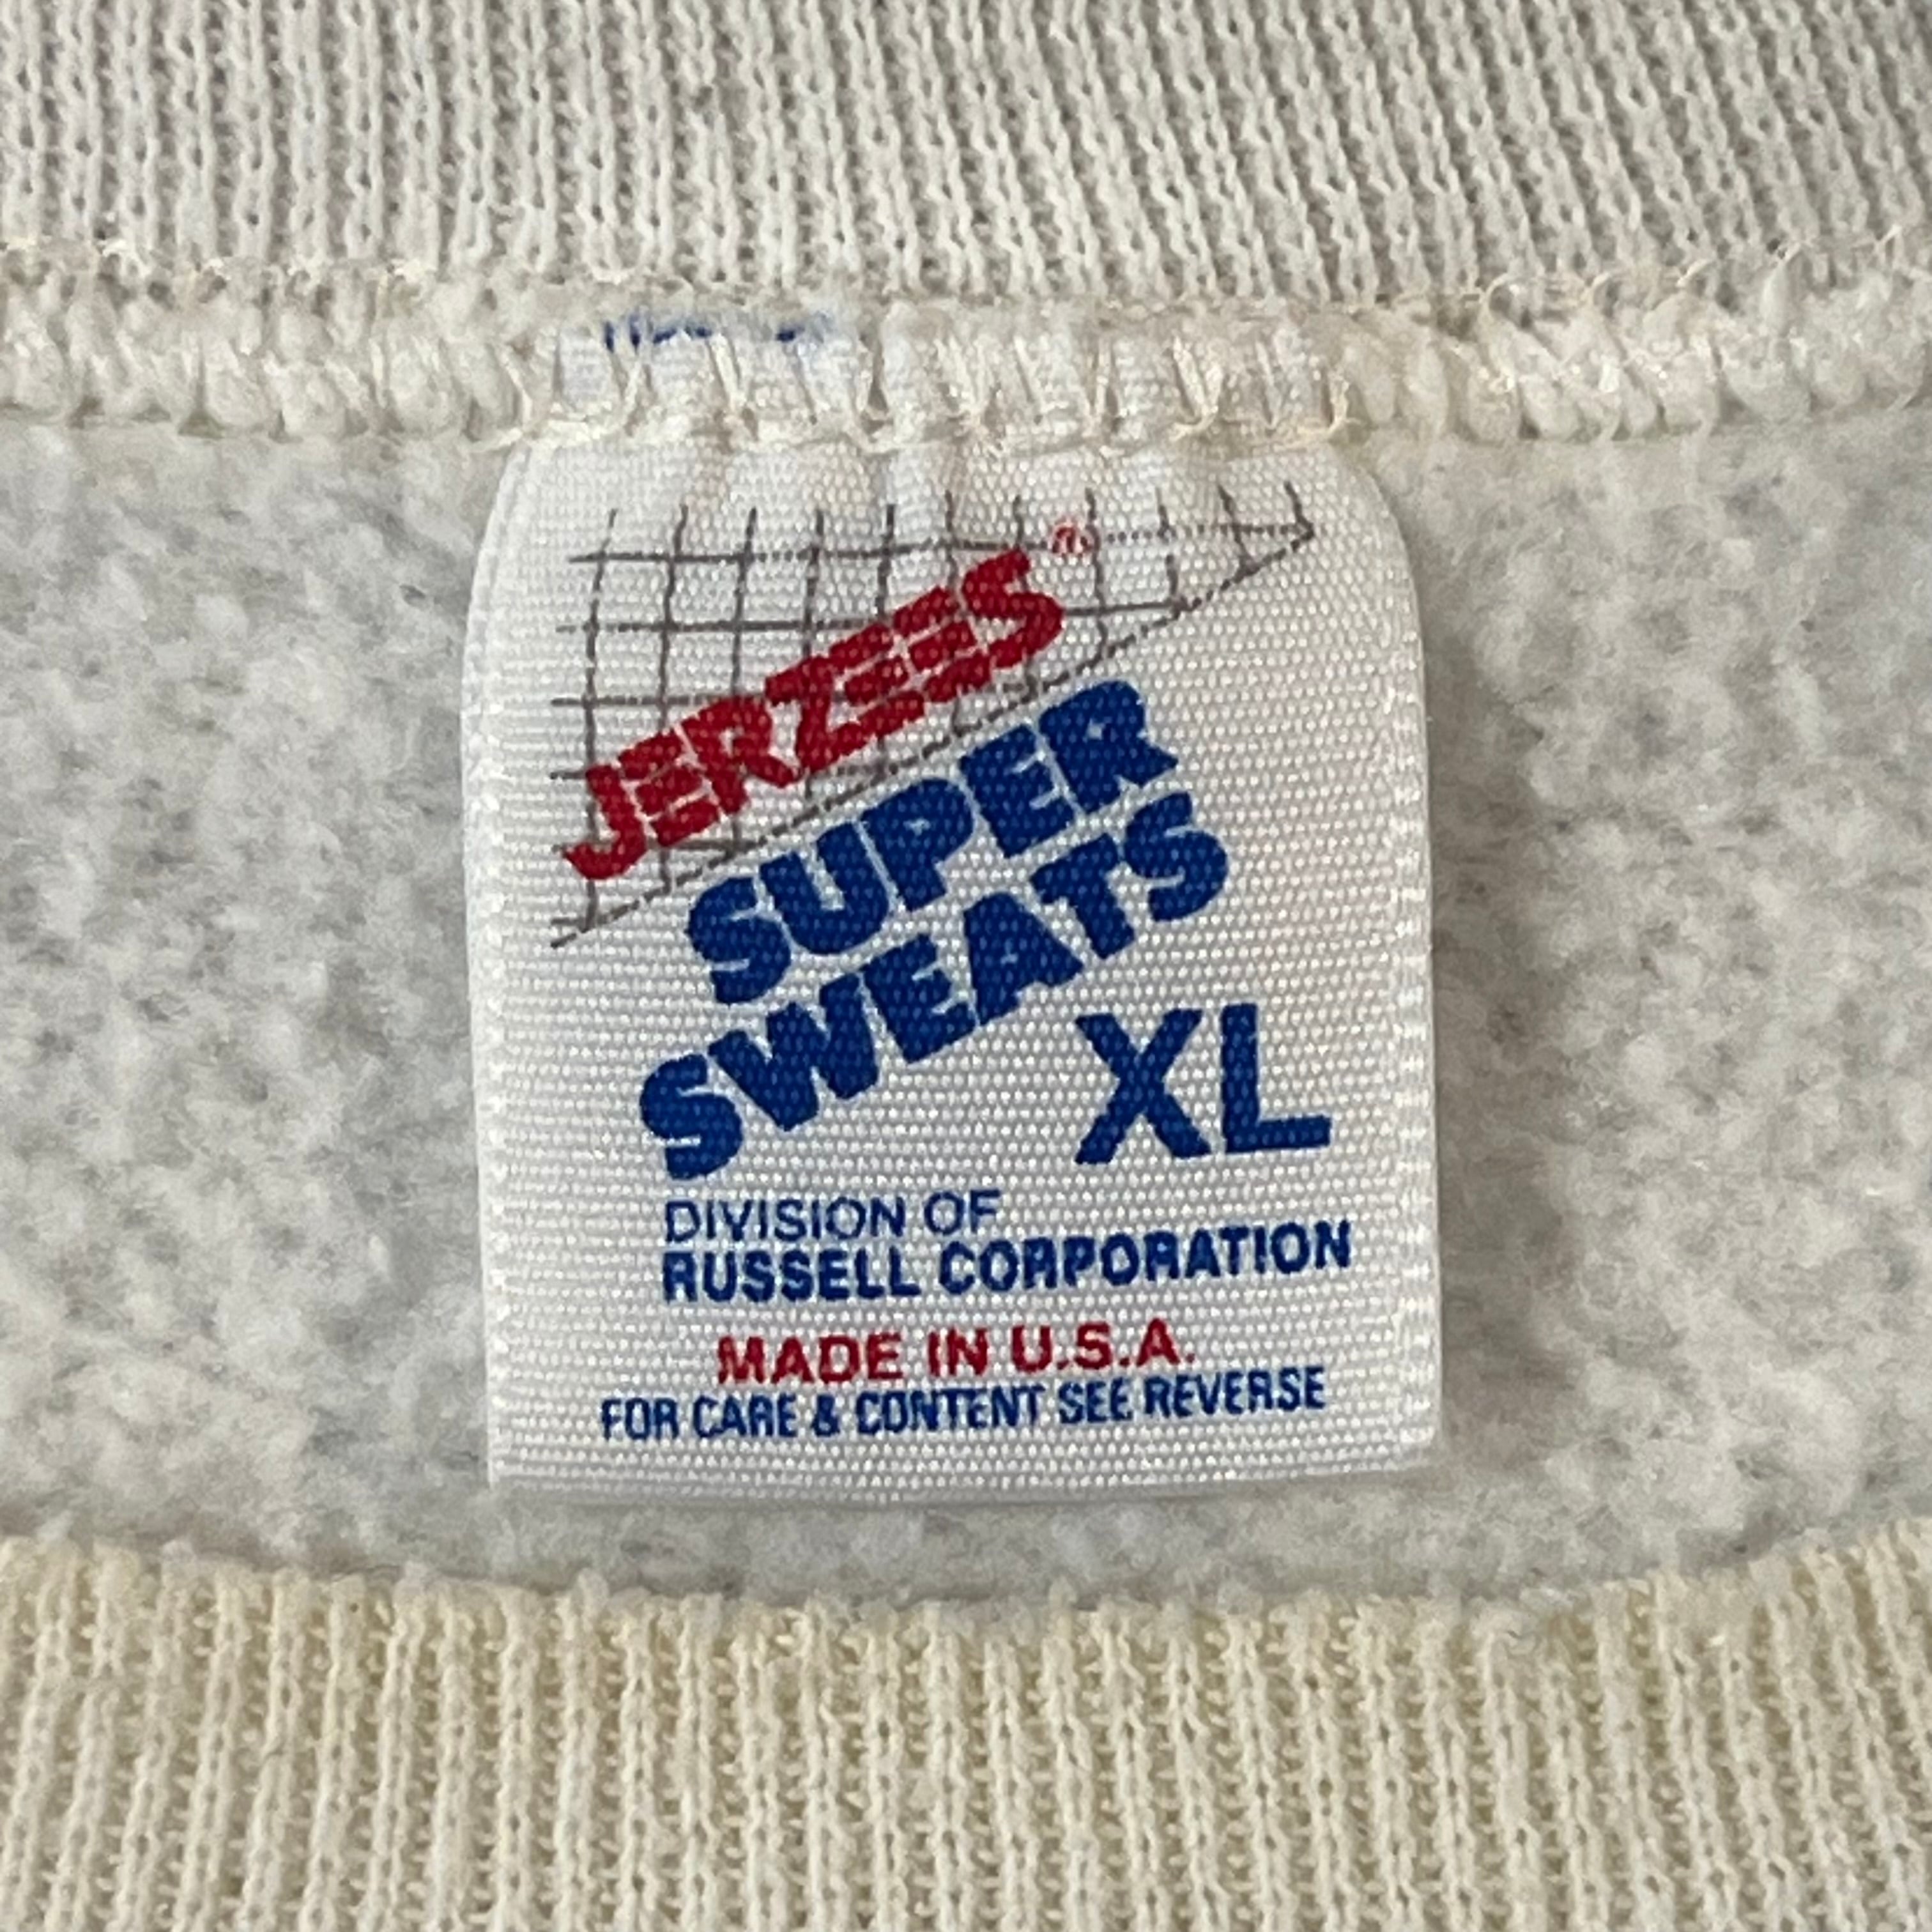 JERZEES®
SUPER
SWEATS
XL
DIVISION OF
RUSSELL CORPORATION
MADE IN U.S.A.
FOR CARE & CONTENT SEE REVERSE